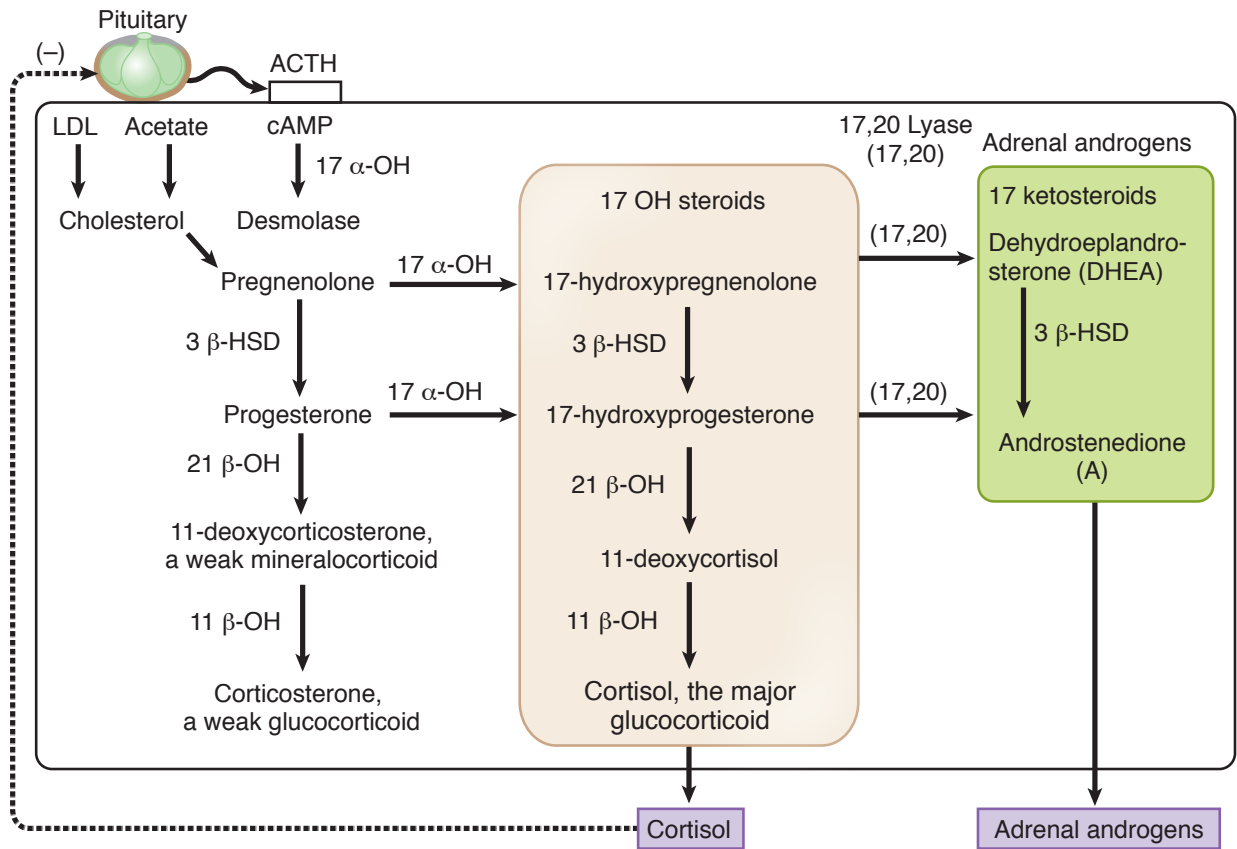 Pituitary
(–)
ACTH
LDL
Acetate
cAMP
17 α-OH
Cholesterol
Desmolase
Pregnenolone
17 α-OH
3 β-HSD
Progesterone
17 α-OH
21 β-OH
11-deoxycorticosterone,
a weak mineralocorticoid
11 β-OH
Corticosterone,
a weak glucocorticoid
17 OH steroids
17-hydroxypregnenolone
3 β-HSD
17-hydroxyprogesterone
21 β-OH
11-deoxycortisol
11 β-OH
Cortisol, the major
glucocorticoid
17,20 Lyase
(17,20)
(17,20)
(17,20)
Adrenal androgens
17 ketosteroids
Dehydroeplandro-
sterone (DHEA)
3 β-HSD
Androstenedione
(A)
Cortisol
Adrenal androgens